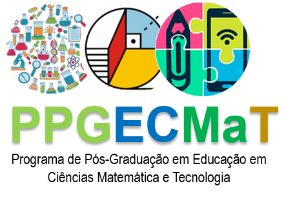 PPGECMaT
Programa de Pós-Graduação em Educação em
Ciências Matemática e Tecnologia